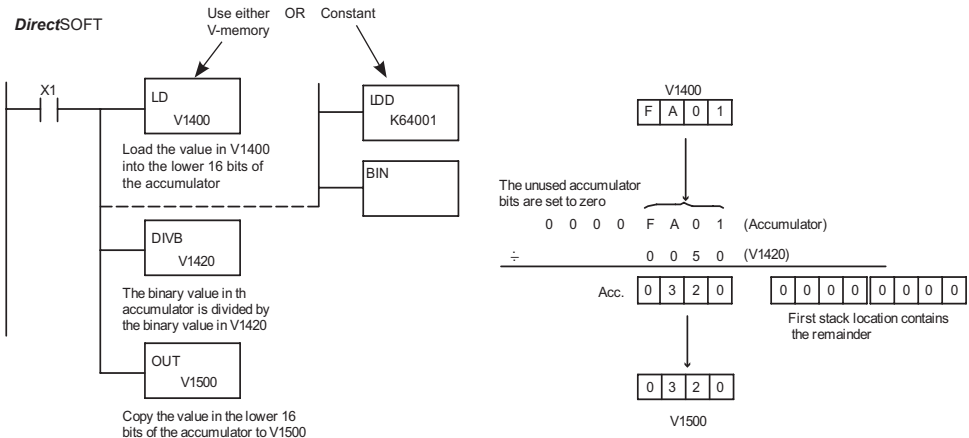 DirectSOFT
Use either OR Constant
V-memory
X1
LD
V1400
Load the value in V1400
into the lower 16 bits of
the accumulator
LDD
K64001
BIN
DIVB
V1420
The binary value in th
accumulator is divided by
the binary value in V1420
OUT
V1500
Copy the value in the lower 16
bits of the accumulator to V1500
V1400
F A 0 1
The unused accumulator
bits are set to zero
0 0 0 0 F A 0 1 (Accumulator)
÷ 0 0 5 0 (V1420)
Acc. 0 3 2 0 0 0 0 0 0 0 0 0
First stack location contains
the remainder
0 3 2 0
V1500